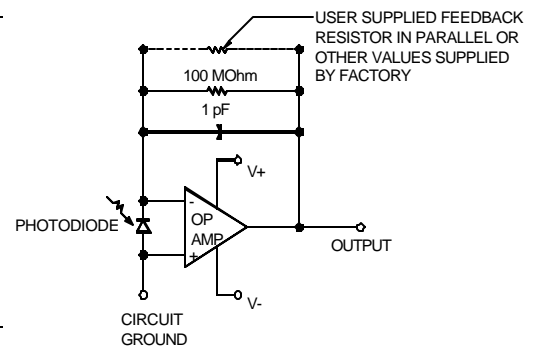 USER SUPPLIED FEEDBACK
RESISTOR IN PARALLEL OR
OTHER VALUES SUPPLIED
BY FACTORY
100 MOhm
1 pF
V+
-
OP
AMP
+
PHOTODIODE
OUTPUT
V-
CIRCUIT
GROUND